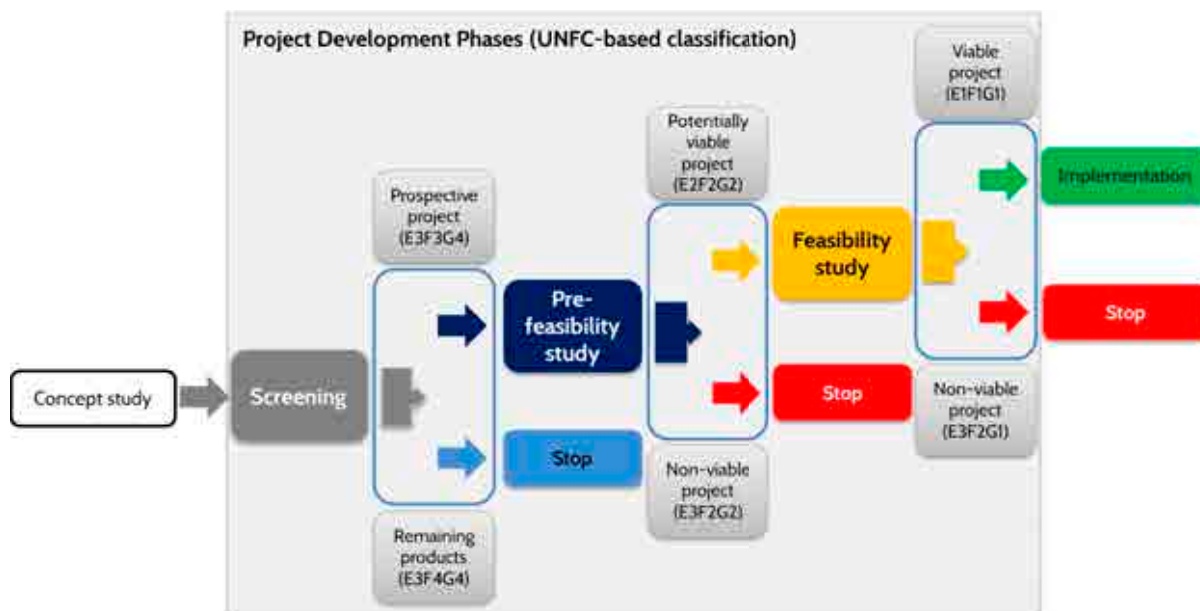 Project Development Phases (UNFC-based classification)
Viable
project
(E1F1G1)
Potentially
viable
project
(E2F2G2)
Implementation
Prospective
project
(E3F3G4)
Feasibility
study
Pre-
feasibility
study
Stop
Concept study
Screening
Stop
Non-viable
project
(E3F2G1)
Stop
Non-viable
project
(E3F2G2)
Remaining
products
(E3F4G4)